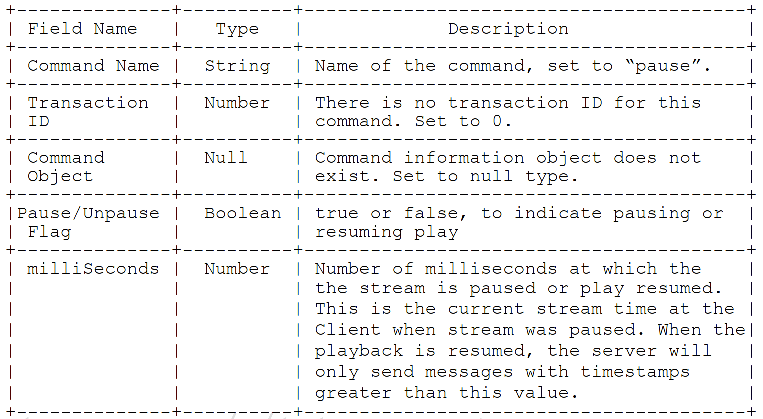 +--------------+----------+----------------------------------------+
| Field Name   |   Type   |             Description                |
+--------------+----------+----------------------------------------+
| Command Name |  String  | Name of the command, set to “pause”.   |
+--------------+----------+----------------------------------------+
| Transaction  |  Number  | There is no transaction ID for this    |
| ID           |          | command. Set to 0.                     |
+--------------+----------+----------------------------------------+
| Command      |  Null    | Command information object does not    |
| Object       |          | exist. Set to null type.               |
+--------------+----------+----------------------------------------+
|Pause/Unpause |  Boolean | true or false, to indicate pausing or  |
| Flag         |          | resuming play                          |
+--------------+----------+----------------------------------------+
| milliSeconds |  Number  | Number of milliseconds at which the    |
|              |          | the stream is paused or play resumed.  |
|              |          | This is the current stream time at the |
|              |          | Client when stream was paused. When the|
|              |          | playback is resumed, the server will   |
|              |          | only send messages with timestamps     |
|              |          | greater than this value.               |
+--------------+----------+----------------------------------------+